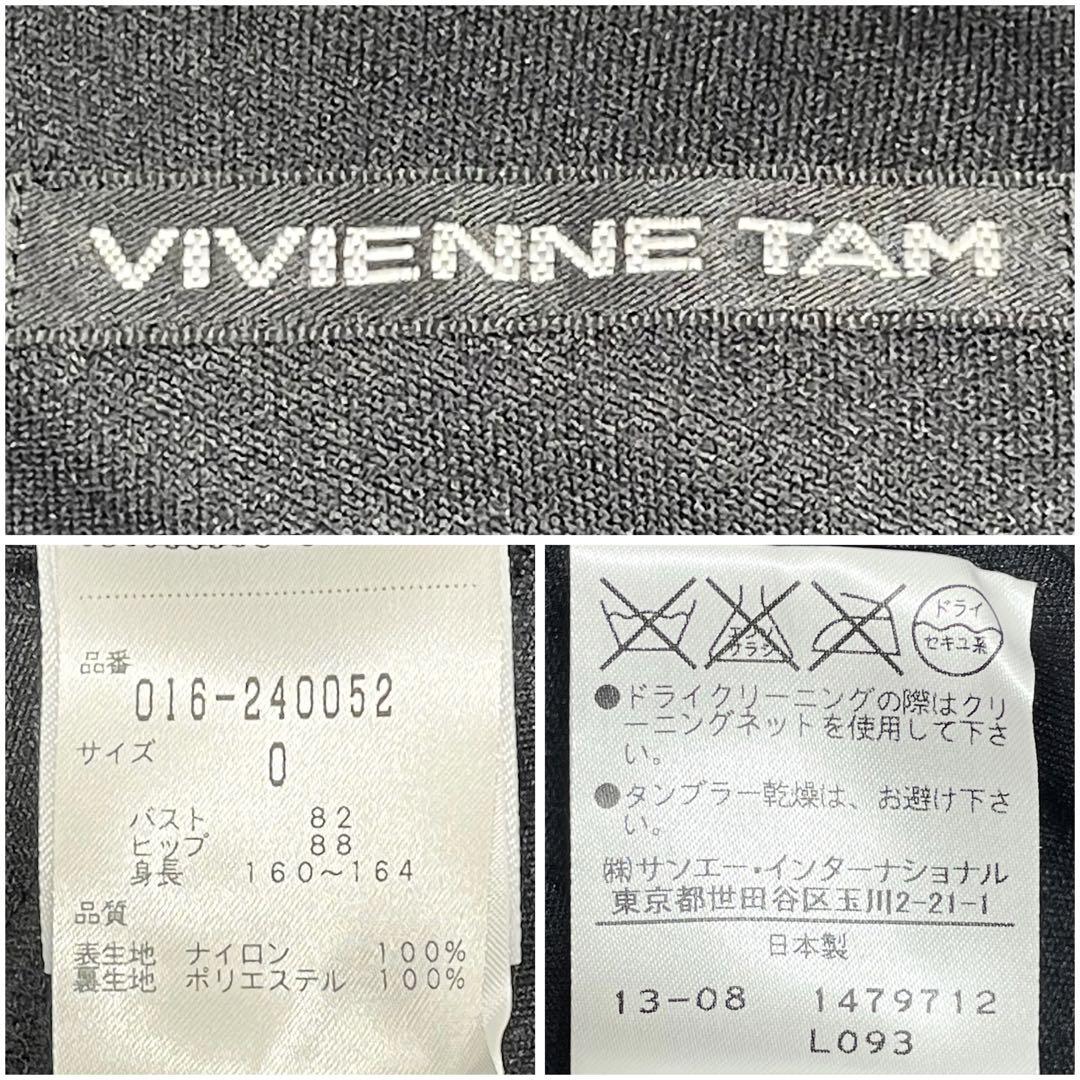 VIVIENNE TAM
品番
016-240052
サイズ
0
バスト 82
ヒップ 88
身長 160~164
品質
表生地 ナイロン 100%
裏生地 ポリエステル 100%
エンソ
サラシ
ドライ
セキユ系
●ドライクリーニングの際はクリ
ーニングネットを使用して下さ
い。
●タンブラー乾燥は、お避け下さ
い。
㈱サンエー・インターナショナル
東京都世田谷区玉川2-21-1
日本製
13-08 1479712
L093